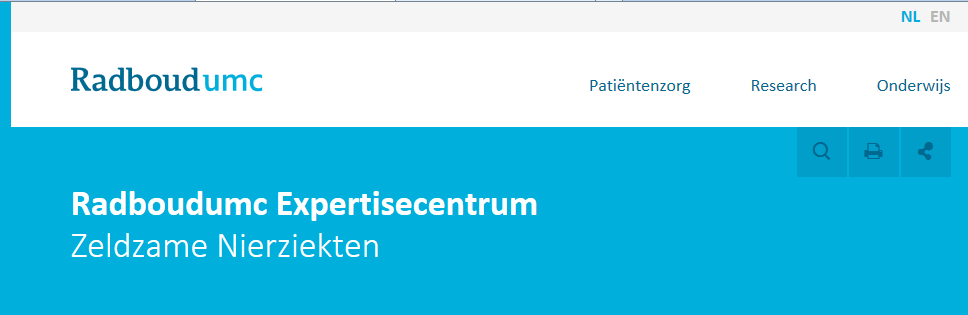 NL EN
Radboudumc
Patiëntenzorg Research Onderwijs
Radboudumc Expertisecentrum
Zeldzame Nierziekten